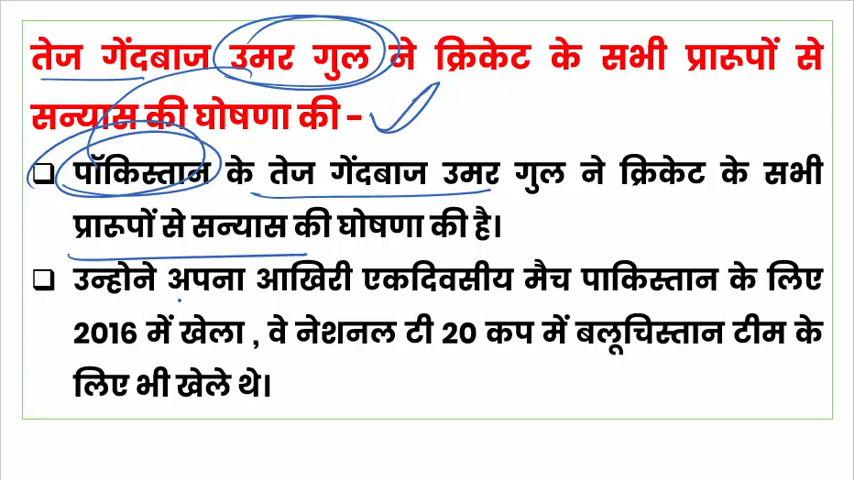 तेज गेंदबाज उमर गुल ने क्रिकेट के सभी प्रारूपों से
सन्यास की घोषणा की –
पॉकिस्तान के तेज गेंदबाज उमर गुल ने क्रिकेट के सभी
प्रारूपों से सन्यास की घोषणा की है।
उन्होने अपना आखिरी एकदिवसीय मैच पाकिस्तान के लिए
2016 में खेला , वे नेशनल टी 20 कप में बलूचिस्तान टीम के
लिए भी खेले थे।